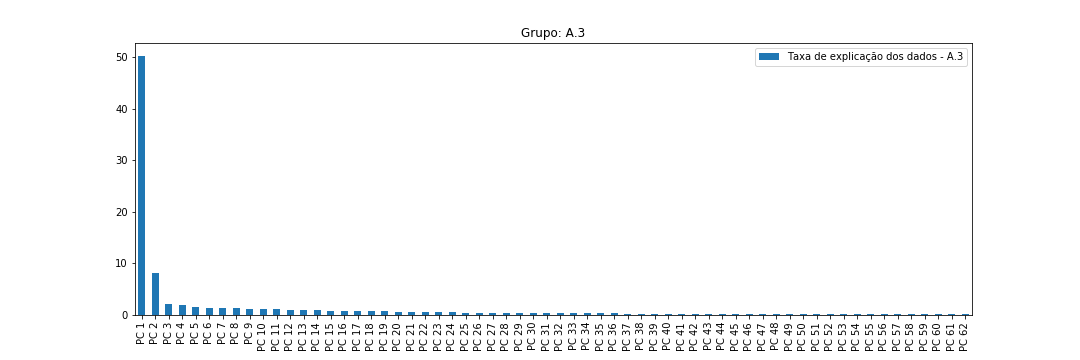 Grupo: A.3
Taxa de explicação dos dados - A.3
50
40
30
20
10
0
PC 1
PC 2
PC 3
PC 4
PC 5
PC 6
PC 7
PC 8
PC 9
PC 10
PC 11
PC 12
PC 13
PC 14
PC 15
PC 16
PC 17
PC 18
PC 19
PC 20
PC 21
PC 22
PC 23
PC 24
PC 25
PC 26
PC 27
PC 28
PC 29
PC 30
PC 31
PC 32
PC 33
PC 34
PC 35
PC 36
PC 37
PC 38
PC 39
PC 40
PC 41
PC 42
PC 43
PC 44
PC 45
PC 46
PC 47
PC 48
PC 49
PC 50
PC 51
PC 52
PC 53
PC 54
PC 55
PC 56
PC 57
PC 58
PC 59
PC 60
PC 61
PC 62